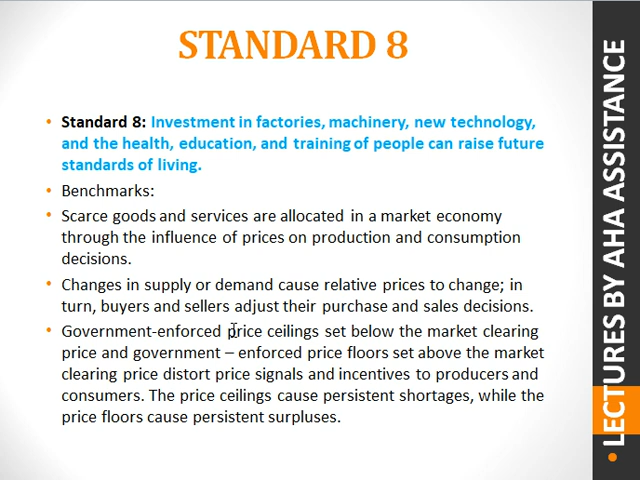 STANDARD 8
• Standard 8: Investment in factories, machinery, new technology,
and the health, education, and training of people can raise future
standards of living.
• Benchmarks:
• Scarce goods and services are allocated in a market economy
through the influence of prices on production and consumption
decisions.
• Changes in supply or demand cause relative prices to change; in
turn, buyers and sellers adjust their purchase and sales decisions.
• Government-enforced price ceilings set below the market clearing
price and government – enforced price floors set above the market
clearing price distort price signals and incentives to producers and
consumers. The price ceilings cause persistent shortages, while the
price floors cause persistent surpluses.
• LECTURES BY AHA ASSISTANCE